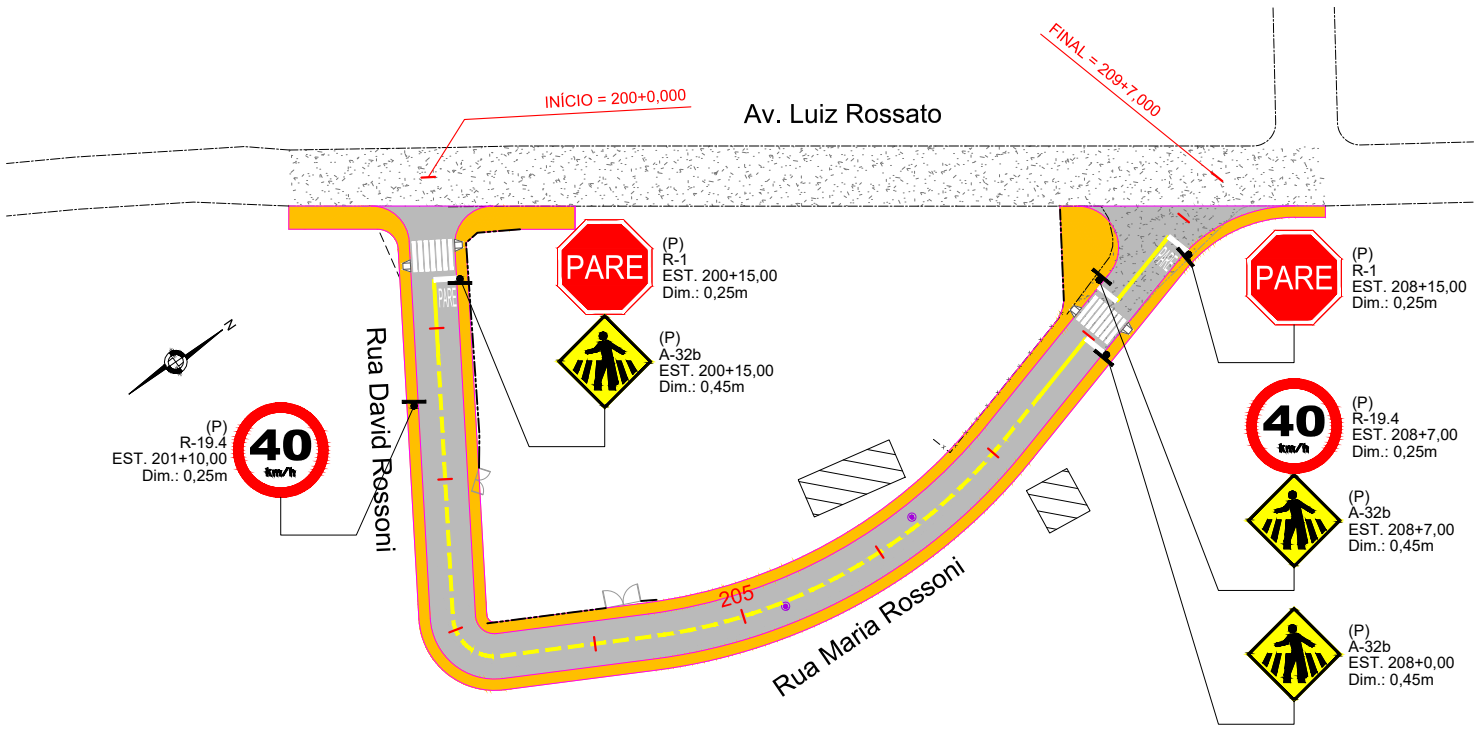 FINAL = 209+7,000
INÍCIO = 200+0,000
Av. Luiz Rossato
PARE
(P)
R-1
EST. 200+15,00
Dim.: 0,25m
(P)
A-32b
EST. 200+15,00
Dim.: 0,45m
PARE
(P)
R-1
EST. 208+15,00
Dim.: 0,25m
PARE
PARE
N
Rua David Rossoni
(P)
R-19.4
EST. 201+10,00
Dim.: 0,25m
40
km/h
40
km/h
(P)
R-19.4
EST. 208+7,00
Dim.: 0,25m
(P)
A-32b
EST. 208+7,00
Dim.: 0,45m
205
Rua Maria Rossoni
(P)
A-32b
EST. 208+0,00
Dim.: 0,45m